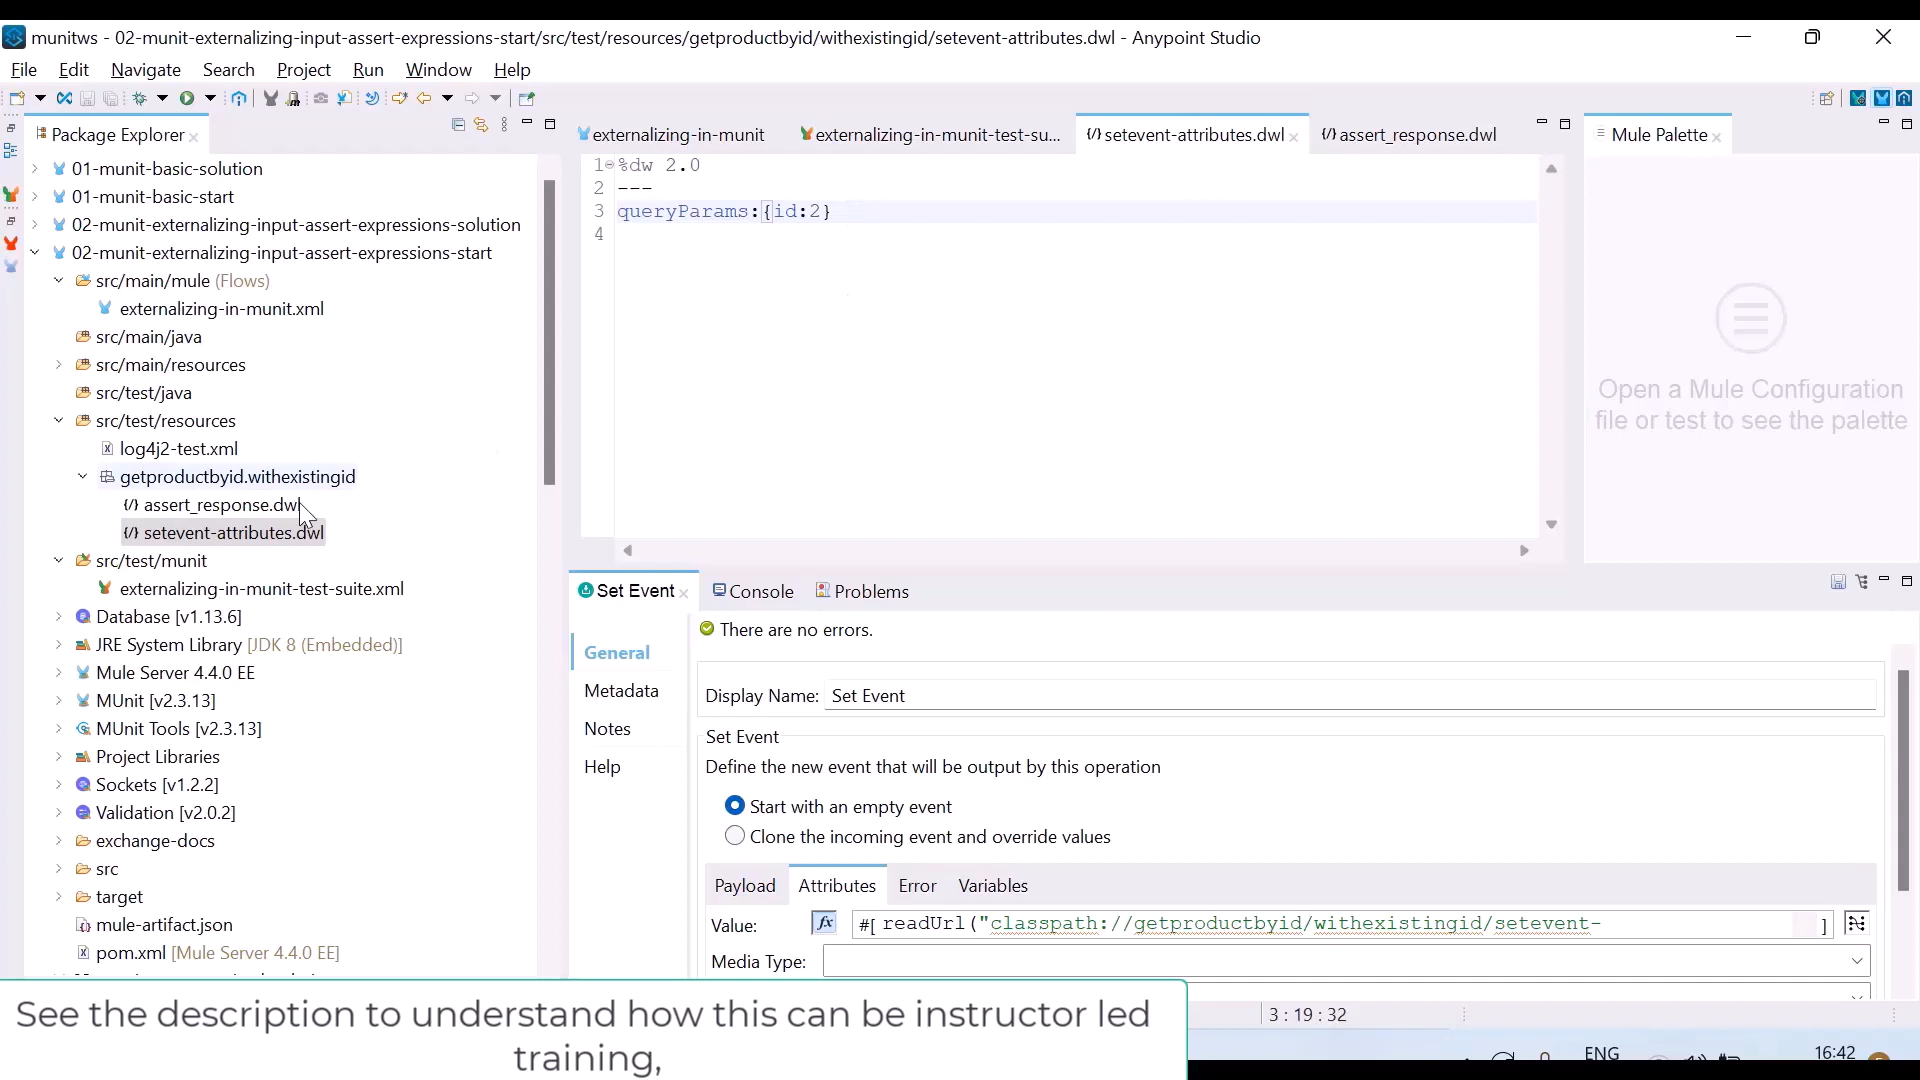 munitws - 02-munit-externalizing-input-assert-expressions-start/src/test/resources/getproductbyid/withexistingid/setevent-attributes.dwl - Anypoint Studio
File Edit Navigate Search Project Run Window Help
Package Explorer
01-munit-basic-solution
01-munit-basic-start
02-munit-externalizing-input-assert-expressions-solution
02-munit-externalizing-input-assert-expressions-start
src/main/mule (Flows)
externalizing-in-munit.xml
src/main/java
src/main/resources
src/test/java
src/test/resources
log4j2-test.xml
getproductbyid.withexistingid
assert_response.dwl
setevent-attributes.dwl
src/test/munit
externalizing-in-munit-test-suite.xml
Database [v1.13.6]
JRE System Library [JDK 8 (Embedded)]
Mule Server 4.4.0 EE
MUnit [v2.3.13]
MUnit Tools [v2.3.13]
Project Libraries
Sockets [v1.2.2]
Validation [v2.0.2]
exchange-docs
src
target
mule-artifact.json
pom.xml [Mule Server 4.4.0 EE]
externalizing-in-munit externalizing-in-munit-test-su... setevent-attributes.dwl assert_response.dwl
1 %dw 2.0
2 ---
3 queryParams:{id:2}
4
Mule Palette
Open a Mule Configuration
file or test to see the palette
Set Event Console Problems
General
Metadata
Notes
Help
There are no errors.
Display Name: Set Event
Set Event
Define the new event that will be output by this operation
Start with an empty event
Clone the incoming event and override values
Payload Attributes Error Variables
Value: fx #[ readUrl("classpath://getproductbyid/withexistingid/setevent- ]
Media Type:
3 : 19 : 32
See the description to understand how this can be instructor led
training,
ENG
16:42